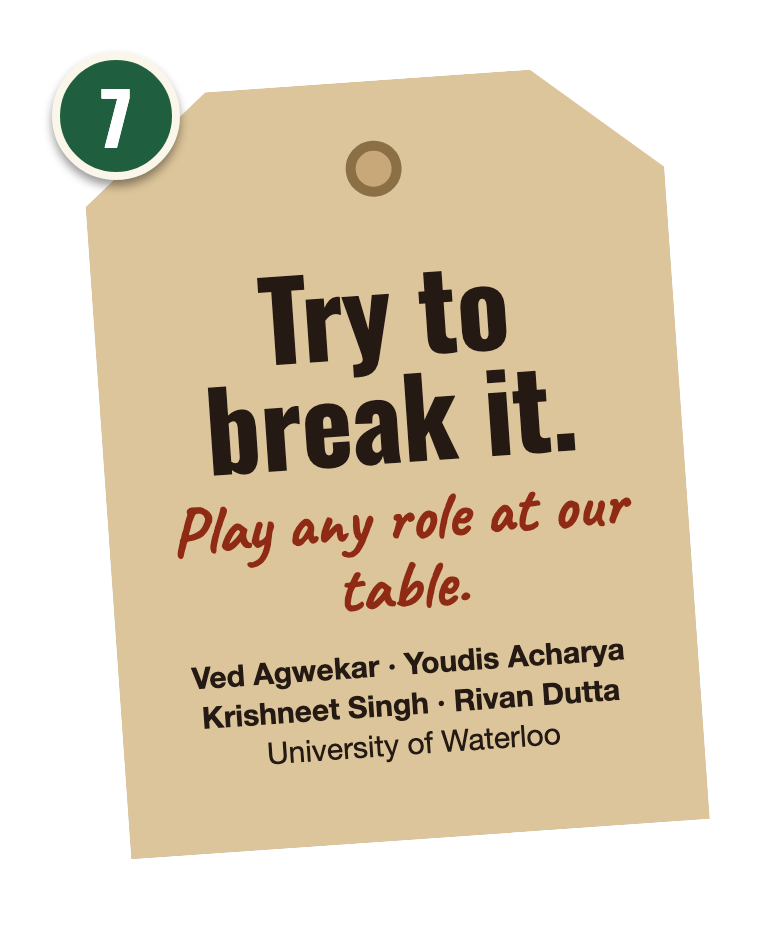 7
Try to
break it.
Play any role at our
table.
Ved Agwekar · Youdis Acharya
Krishneet Singh · Rivan Dutta
University of Waterloo